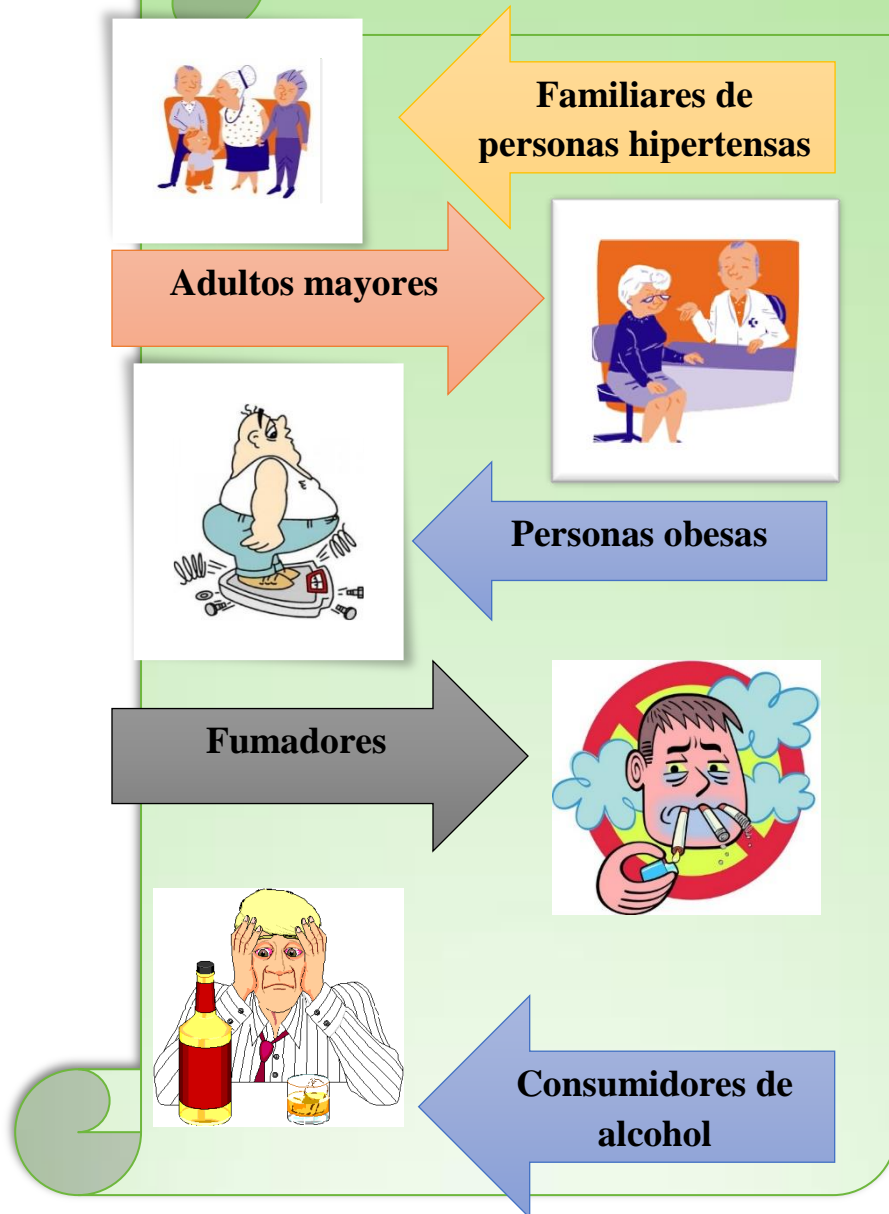 Familiares de
personas hipertensas
Adultos mayores
Personas obesas
Fumadores
Consumidores de
alcohol